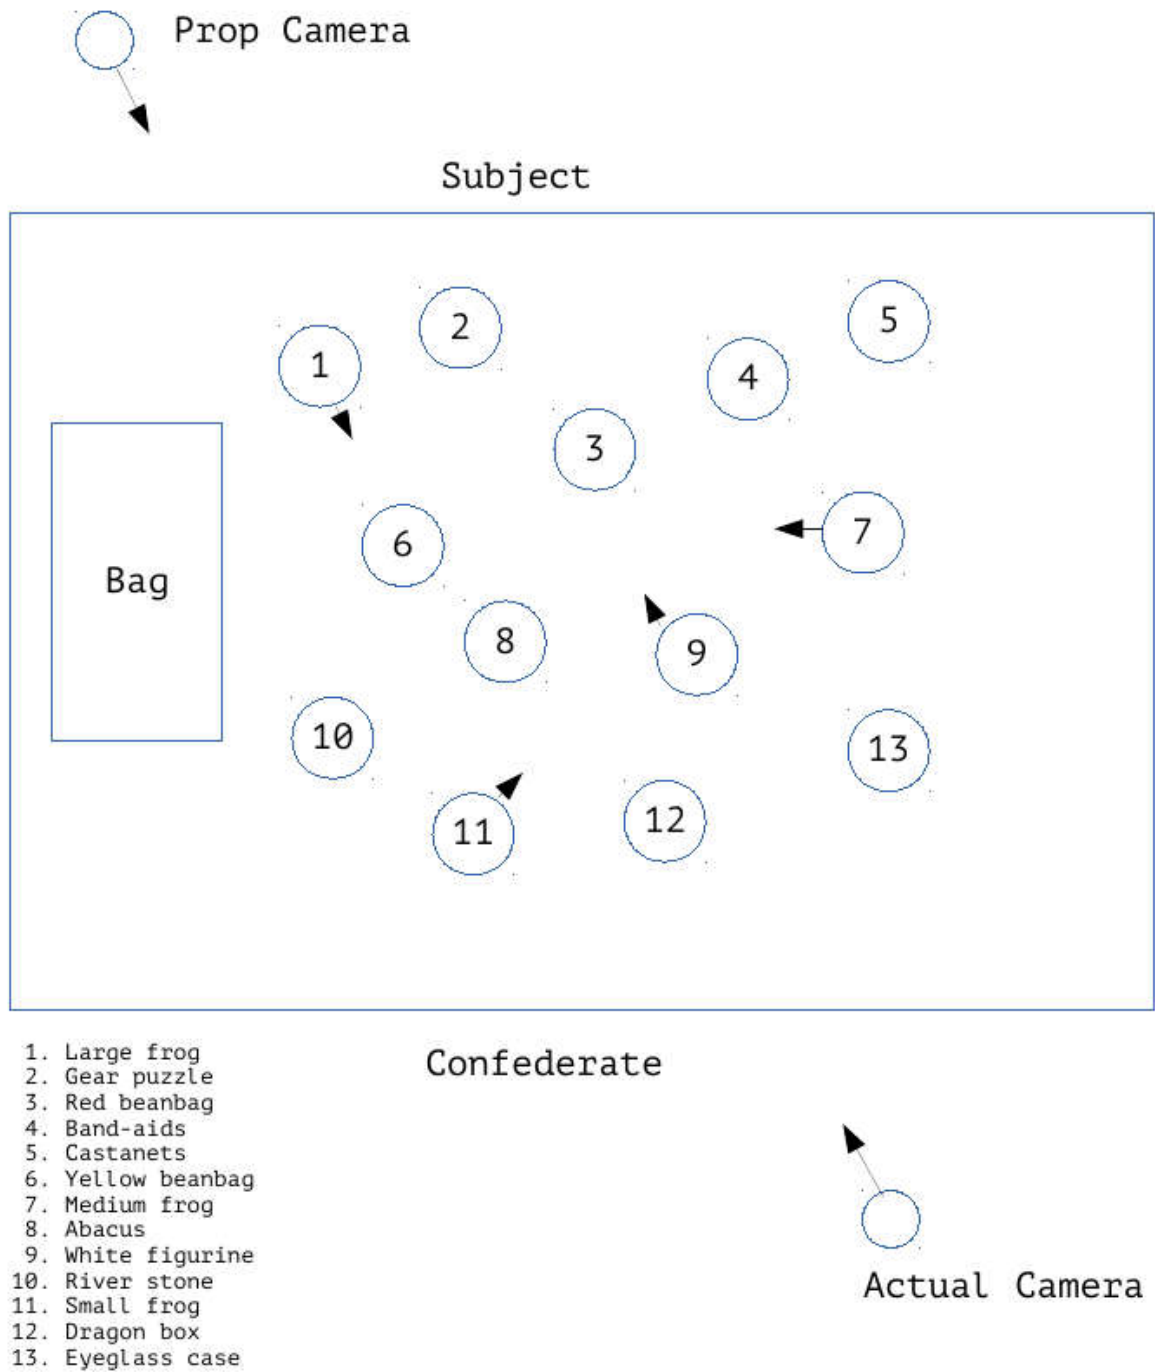 Prop Camera
Subject
1
2
3
4
5
6
7
Bag
8
9
10
11
12
13
Confederate
1. Large frog
2. Gear puzzle
3. Red beanbag
4. Band-aids
5. Castanets
6. Yellow beanbag
7. Medium frog
8. Abacus
9. White figurine
10. River stone
11. Small frog
12. Dragon box
13. Eyeglass case
Actual Camera